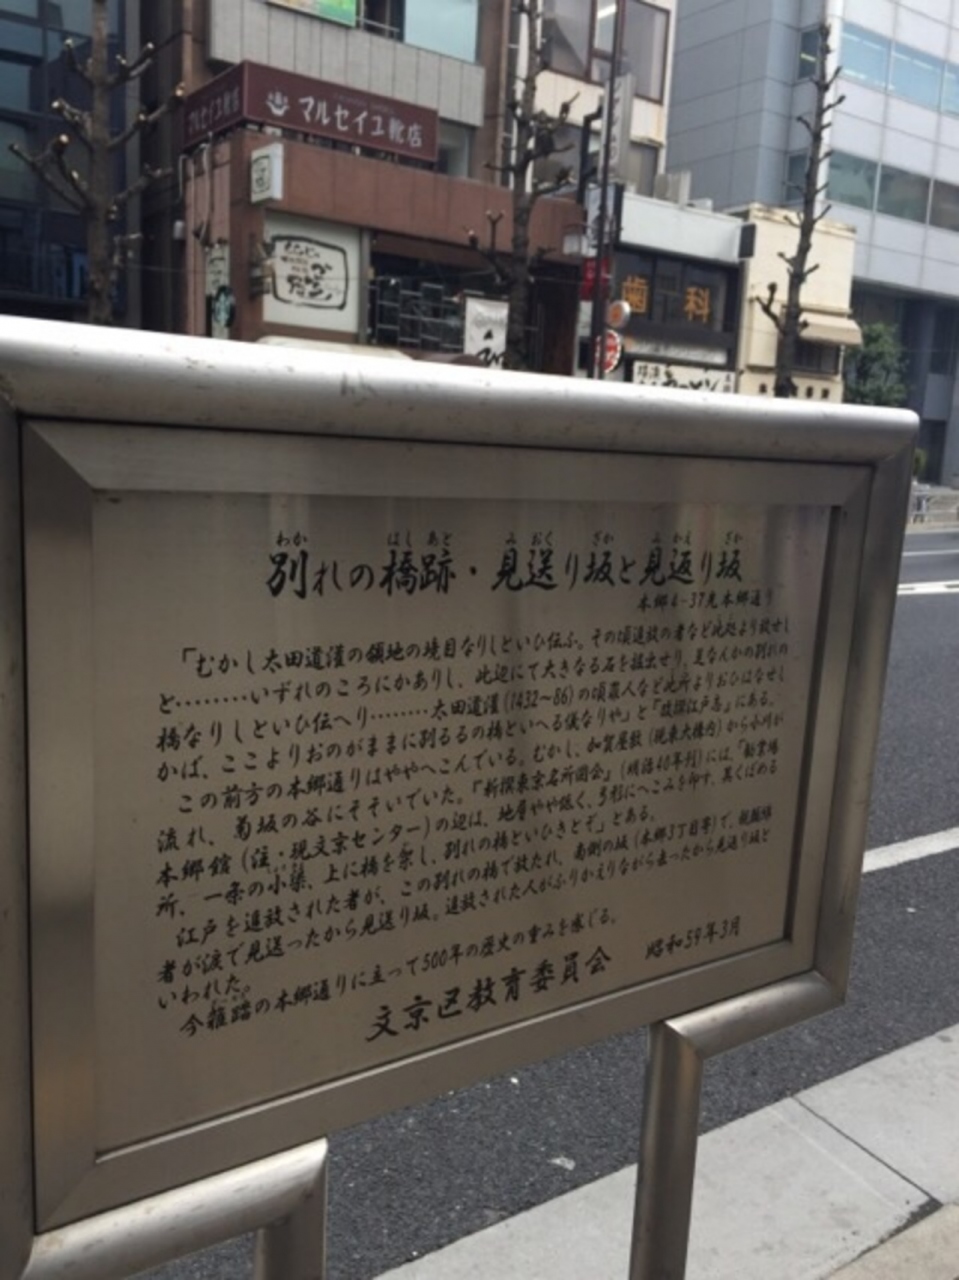 マルセイユ靴店
歯科
わか はし あと み おく ざか み かえ ざか
別れの橋跡・見送り坂と見返り坂
本郷4-37先本郷通り
「むかし太田道灌の領地の境目なりしといひ伝ふ。その頃追放の者など此処より放せし
と………いずれのころにかありし、此辺にて大きなる石を掘出せり、是なんかの別れの
橋なりしといひ伝へり………太田道灌(1432〜86)の頃罪人など此所よりおひはなせし
かば、ここよりおのがままに別るるの橋といへる儀なりや」と『改撰江戸志』にある。
この前方の本郷通りはややへこんでいる。むかし、加賀屋敷(現東大構内)から小川が
流れ、菊坂の谷にそそいでいた。『新撰東京名所図会』(明治40年刊)には、「勧業場
本郷館(注・現文京センター)の辺は、地層やや低く、弓形にへこみを印す、其くぼめる
所、一条の小渠、上に橋を架し、別れの橋といひきとぞ」とある。
江戸を追放された者が、この別れの橋で放たれ、南側の坂(本郷3丁目寄)で、親類縁
者が涙で見送ったから見送り坂。追放された人がふりかえりながら去ったから見返り坂と
いわれた。
今雑踏の本郷通りに立って500年の歴史の重みを感じる。
文京区教育委員会 昭和59年3月